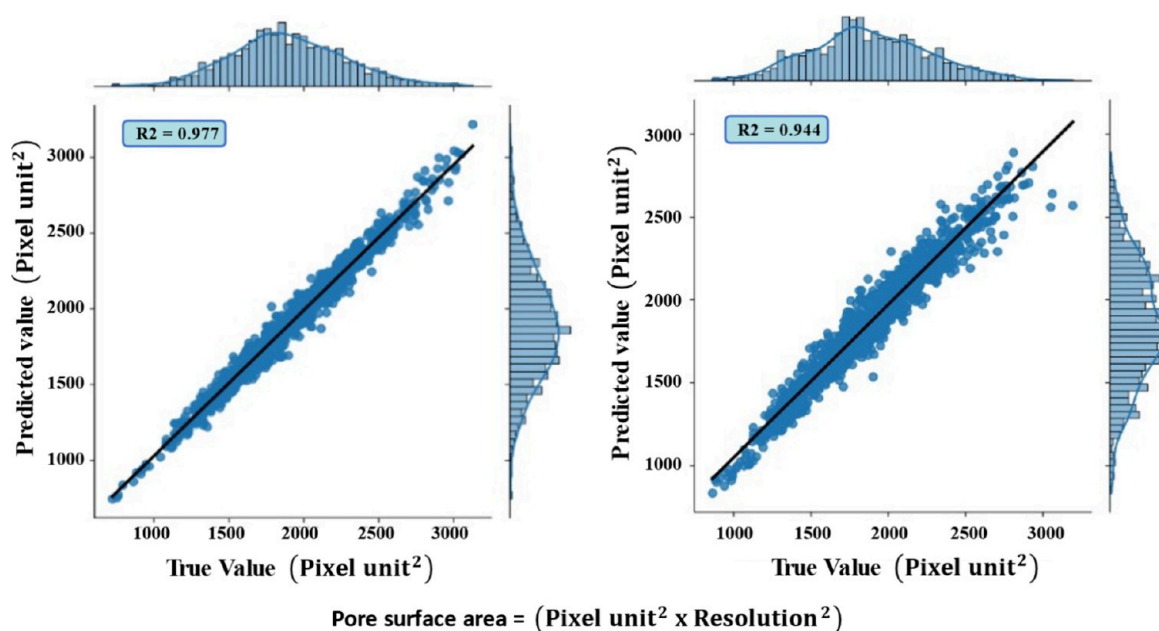 R2 = 0.977
Predicted value (Pixel unit²)
3000
2500
2000
1500
1000
1000 1500 2000 2500 3000
True Value (Pixel unit²)
R2 = 0.944
Predicted value (Pixel unit²)
3000
2500
2000
1500
1000
1000 1500 2000 2500 3000
True Value (Pixel unit²)
Pore surface area = (Pixel unit² x Resolution²)